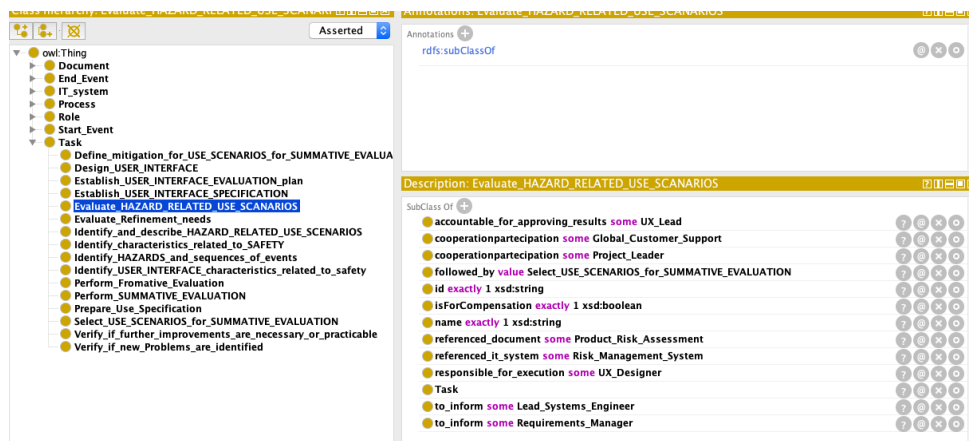 Class hierarchy: Evaluate_HAZARD_RELATED_USE_SCANARI
Asserted
owl:Thing
Document
End_Event
IT_system
Process
Role
Start_Event
Task
Define_mitigation_for_USE_SCENARIOS_for_SUMMATIVE_EVALUA
Design_USER_INTERFACE
Establish_USER_INTERFACE_EVALUATION_plan
Establish_USER_INTERFACE_SPECIFICATION
Evaluate_HAZARD_RELATED_USE_SCANARIOS
Evaluate_Refinement_needs
Identify_and_describe_HAZARD_RELATED_USE_SCENARIOS
Identify_characteristics_related_to_SAFETY
Identify_HAZARDS_and_sequences_of_events
Identify_USER_INTERFACE_characteristics_related_to_safety
Perform_Fromative_Evaluation
Perform_SUMMATIVE_EVALUATION
Prepare_Use_Specification
Select_USE_SCENARIOS_for_SUMMATIVE_EVALUATION
Verify_if_further_improvements_are_necessary_or_practicable
Verify_if_new_Problems_are_identified
Annotations: Evaluate_HAZARD_RELATED_USE_SCANARIOS
Annotations
rdfs:subClassOf
Description: Evaluate_HAZARD_RELATED_USE_SCANARIOS
SubClass Of
accountable_for_approving_results some UX_Lead
cooperationpartecipation some Global_Customer_Support
cooperationpartecipation some Project_Leader
followed_by value Select_USE_SCENARIOS_for_SUMMATIVE_EVALUATION
id exactly 1 xsd:string
isForCompensation exactly 1 xsd:boolean
name exactly 1 xsd:string
referenced_document some Product_Risk_Assessment
referenced_it_system some Risk_Management_System
responsible_for_execution some UX_Designer
Task
to_inform some Lead_Systems_Engineer
to_inform some Requirements_Manager